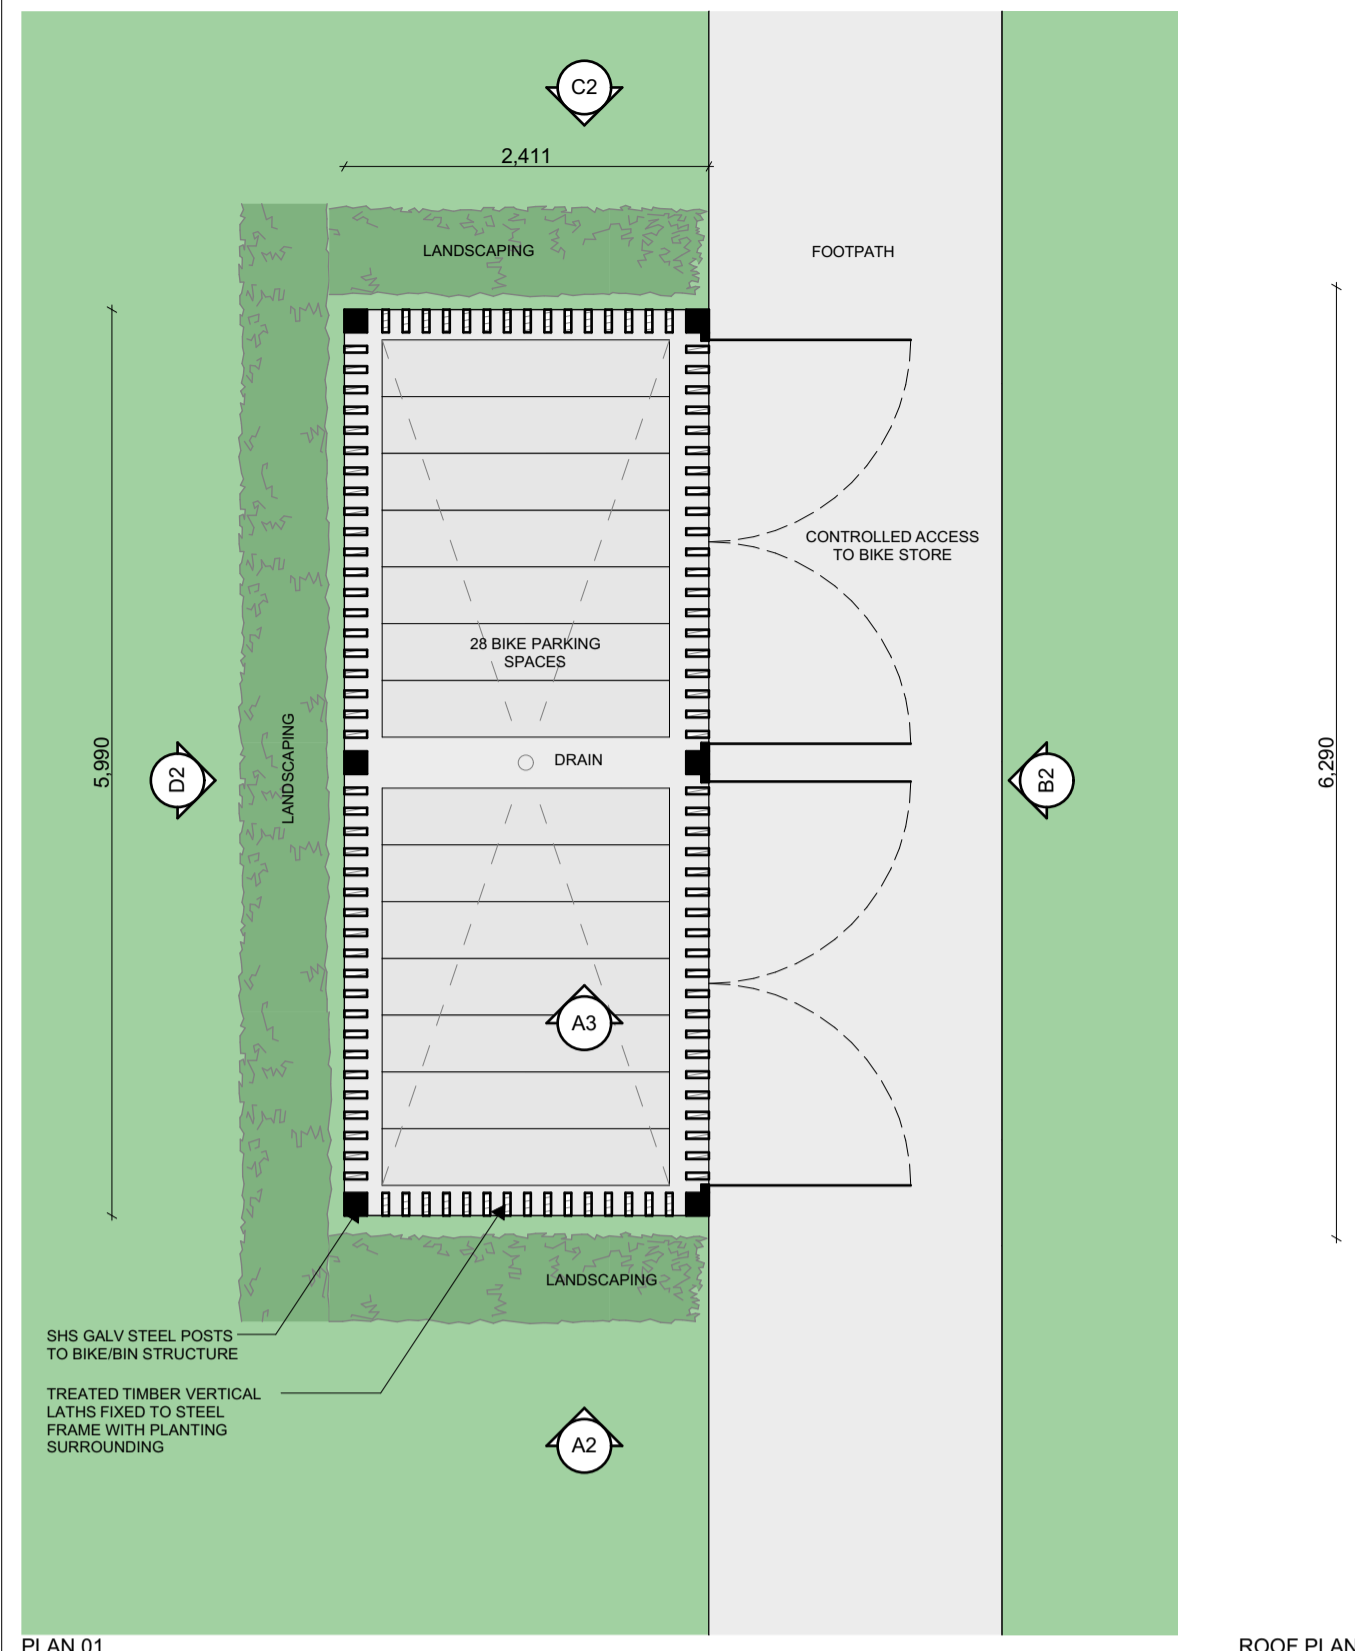 C2
2,411
LANDSCAPING
FOOTPATH
CONTROLLED ACCESS
TO BIKE STORE
28 BIKE PARKING
SPACES
5,990
D2
LANDSCAPING
DRAIN
B2
6,290
A3
LANDSCAPING
SHS GALV STEEL POSTS
TO BIKE/BIN STRUCTURE
TREATED TIMBER VERTICAL
LATHS FIXED TO STEEL
FRAME WITH PLANTING
SURROUNDING
A2
PLAN 01
ROOF PLAN